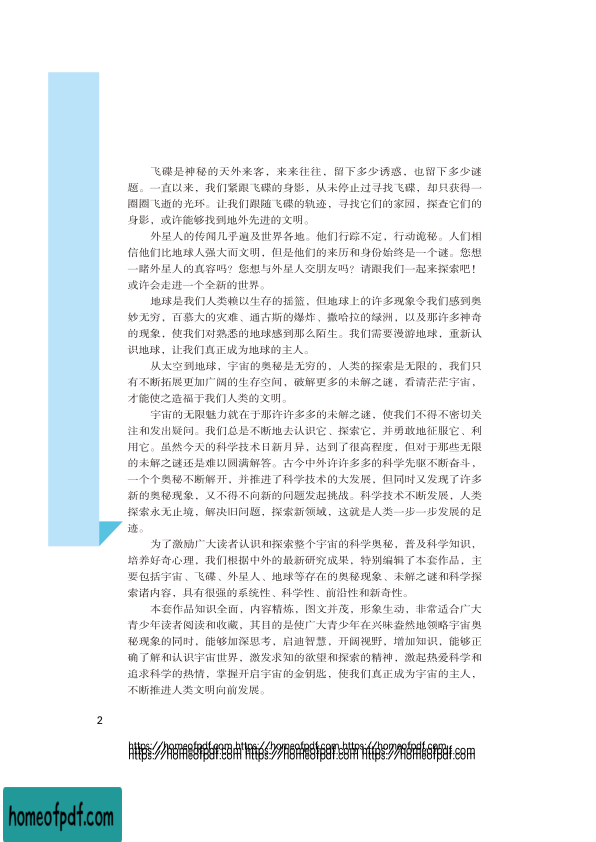 飞碟是神秘的天外来客，来来往往，留下多少诱惑，也留下多少谜
题。一直以来，我们紧跟飞碟的身影，从未停止过寻找飞碟，却只获得一
圈圈飞逝的光环。让我们跟随飞碟的轨迹，寻找它们的家园，探查它们的
身影，或许能够找到地外先进的文明。
外星人的传闻几乎遍及世界各地。他们行踪不定，行动诡秘。人们相
信他们比地球人强大而文明，但是他们的来历和身份始终是一个谜。您想
一睹外星人的真容吗？您想与外星人交朋友吗？请跟我们一起来探索吧！
或许会走进一个全新的世界。
地球是我们人类赖以生存的摇篮，但地球上的许多现象令我们感到奥
妙无穷，百慕大的灾难、通古斯的爆炸、撒哈拉的绿洲，以及那许多神奇
的现象，使我们对熟悉的地球感到那么陌生。我们需要漫游地球，重新认
识地球，让我们真正成为地球的主人。
从太空到地球，宇宙的奥秘是无穷的，人类的探索是无限的，我们只
有不断拓展更加广阔的生存空间，破解更多的未解之谜，看清茫茫宇宙，
才能使之造福于我们人类的文明。
宇宙的无限魅力就在于那许许多多的未解之谜，使我们不得不密切关
注和发出疑问。我们总是不断地去认识它、探索它，并勇敢地征服它、利
用它。虽然今天的科学技术日新月异，达到了很高程度，但对于那些无限
的未解之谜还是难以圆满解答。古今中外许许多多的科学先驱不断奋斗，
一个个奥秘不断解开，并推进了科学技术的大发展，但同时又发现了许多
新的奥秘现象，又不得不向新的问题发起挑战。科学技术不断发展，人类
探索永无止境，解决旧问题，探索新领域，这就是人类一步一步发展的足
迹。
为了激励广大读者认识和探索整个宇宙的科学奥秘，普及科学知识，
培养好奇心理，我们根据中外的最新研究成果，特别编辑了本套作品，主
要包括宇宙、飞碟、外星人、地球等存在的奥秘现象、未解之谜和科学探
索诸内容，具有很强的系统性、科学性、前沿性和新奇性。
本套作品知识全面，内容精炼，图文并茂，形象生动，非常适合广大
青少年读者阅读和收藏，其目的是使广大青少年在兴味盎然地领略宇宙奥
秘现象的同时，能够加深思考，启迪智慧，开阔视野，增加知识，能够正
确了解和认识宇宙世界，激发求知的欲望和探索的精神，激起热爱科学和
追求科学的热情，掌握开启宇宙的金钥匙，使我们真正成为宇宙的主人，
不断推进人类文明向前发展。
2
https://homeofpdf.com https://homeofpdf.com https://homeofpdf.com
https://homeofpdf.com https://homeofpdf.com https://homeofpdf.com
https://homeofpdf.com https://homeofpdf.com https://homeofpdf.com
homeofpdf.com